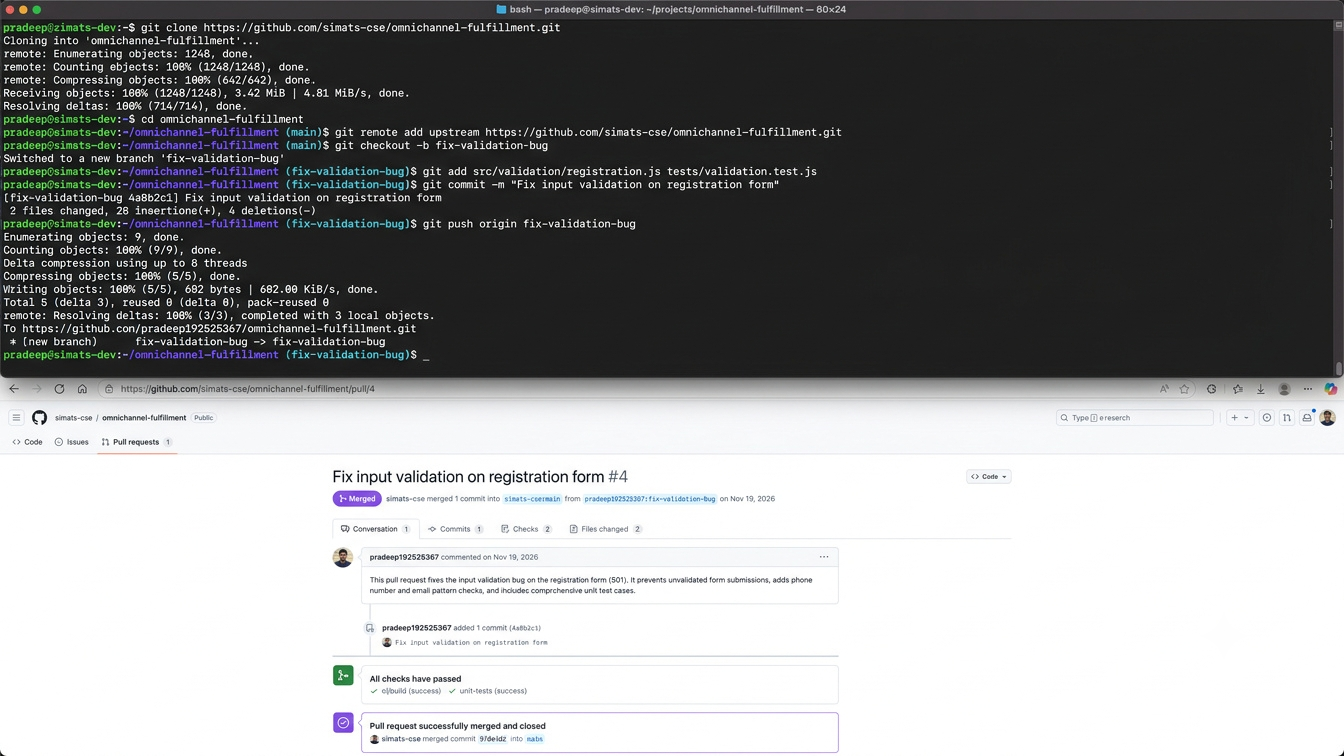 bash — pradeep@simats-dev: ~/projects/omnichannel-fulfillment — 80×24
pradeep@zimats-dev:~$ git clone https://github.com/simats-cse/omnichannel-fulfillment.git
Cloning into 'omnichannel-fulfillment'...
remote: Enumerating objects: 1248, done.
remote: Counting ebjects: 100% (1248/1248), done.
remote: Compressing objects: 100% (642/642), done.
Receiving objects: 100% (1248/1248), 3.42 MiB | 4.81 MiB/s, done.
Resolving deltas: 100% (714/714), done.
pradeep@simats-dev:~$ cd omnichannel-fulfillment
pradeep@simats-dev:~/omnichannel-fulfillment (main)$ git remote add upstream https://github.com/simats-cse/omnichannel-fulfillment.git
pradeep@simats-dev:~/omnichannel-fulfillment (main)$ git checkout -b fix-validation-bug
Switched to a new branch 'fix-validation-bug'
pradeep@simats-dev:~/omnichannel-fulfillment (fix-validation-bug)$ git add src/validation/registration.js tests/validation.test.js
pradeap@simats-dev:~/omnichannel-fulfillment (fix-validation-bug)$ git commit -m "Fix input validation on registration form"
[fix-validation-bug 4a8b2c1] Fix input validation on registration form
2 files changed, 28 insertione(+), 4 deletions(-)
pradeep@simats-dev:~/omnichannel-fulfillment (fix-validation-bug)$ git push origin fix-validation-bug
Enumerating objects: 9, done.
Counting objects: 100% (9/9), done.
Delta compression using up to 8 threads
Compressing objects: 100% (5/5), done.
Writing objects: 100% (5/5), 682 bytes | 682.00 KiB/s, done.
Total 5 (delta 3), reused 0 (delta 0), pack-reused 0
remote: Resolving deltas: 100% (3/3), completed with 3 local objects.
To https://github.con/pradeep192525367/omnichannel-fulfillment.git
* [new branch) fix-validation-bug -> fix-validation-bug
pradeep@simats-dev:~/omnichannel-fulfillment (fix-validation-bug)$ _
https://github.com/simats-cse/omnichannel-fulfillment/pull/4
simats-cse / omnichannel-fulfillment Public
Type / e reserch
Code Issues Pull requests 1
Fix input validation on registration form #4
Code
Merged simats-cse merged 1 commit into simats-csermain from pradeep192525307:fix-validation-bug on Nov 19, 2026
Conversation 1 Commits 1 Checks 2 Files changed 2
pradeep192525367 commented on Nov 19, 2026 ···
This pull request fixes the input validation bug on the registration form (501). It prevents unvalidated form submissions, adds phone
number and email pattern checks, and includec comprchensive unit test cases.
pradeep192525367 added 1 commit (4a8b2c1)
Fix input validation on registration form
All checks have passed
✓ cl/build (success) ✓ unit-tests (success)
Pull request successfully merged and closed
simats-cse merged commit 97deid2 into mabs